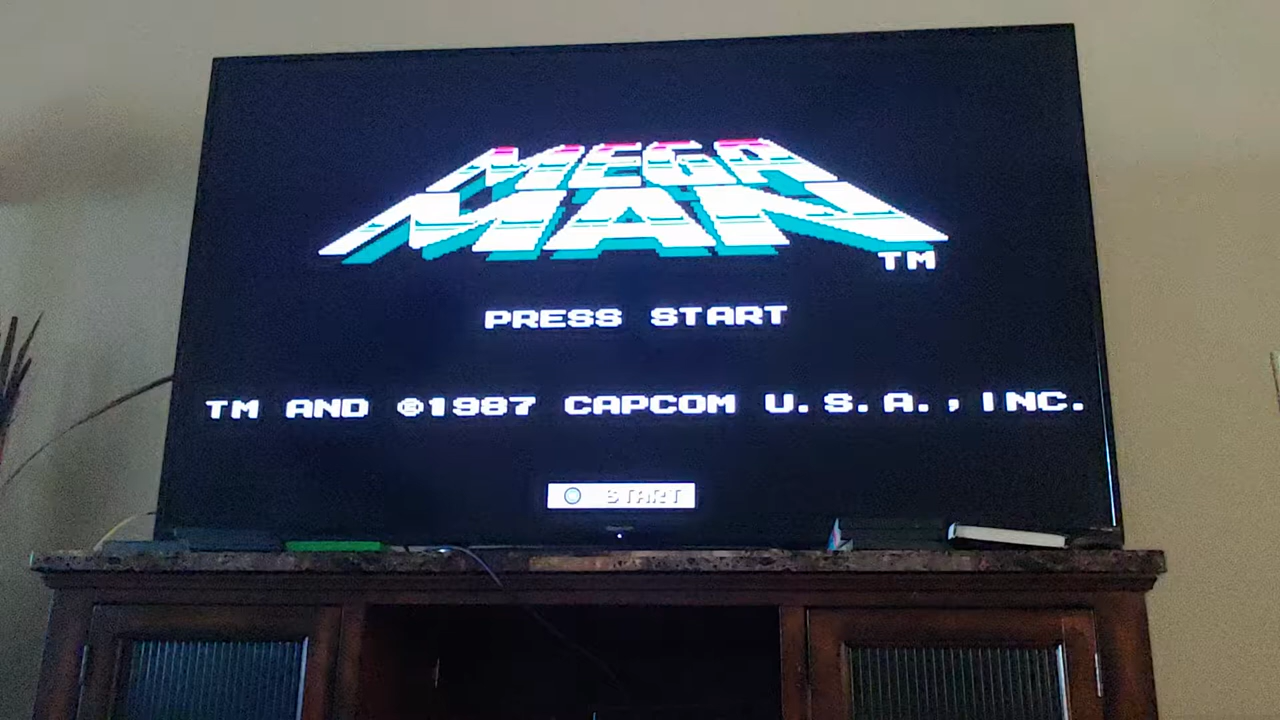 MEGA
MAN
TM
PRESS START
TM AND ©1987 CAPCOM U.S.A., INC.
START